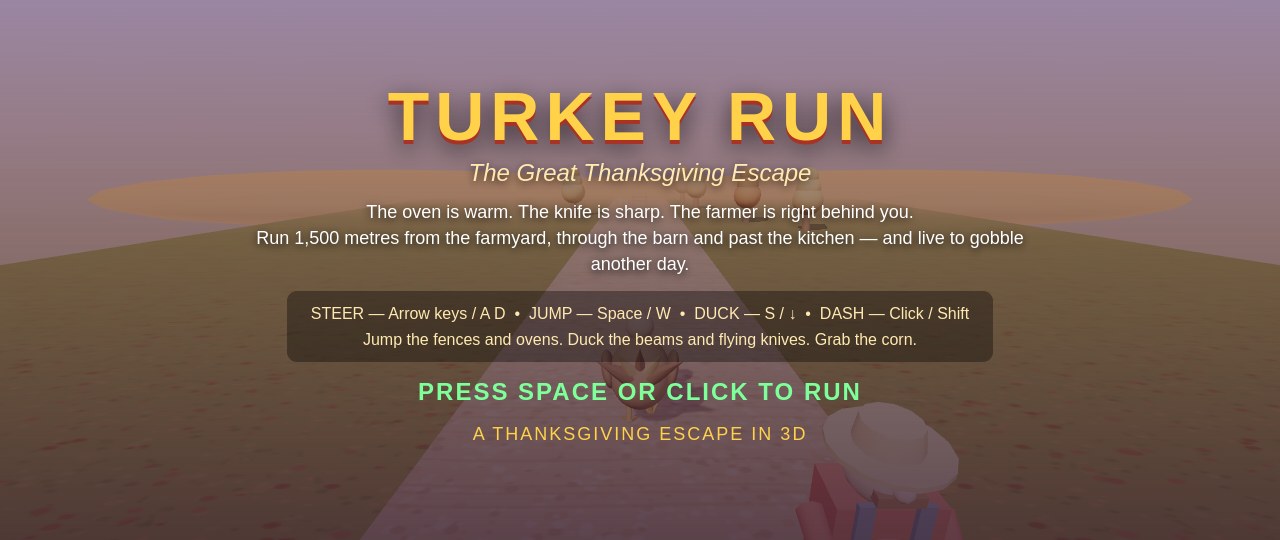 TURKEY RUN
The Great Thanksgiving Escape
The oven is warm. The knife is sharp. The farmer is right behind you.
Run 1,500 metres from the farmyard, through the barn and past the kitchen — and live to gobble
another day.
STEER — Arrow keys / A D • JUMP — Space / W • DUCK — S / ↓ • DASH — Click / Shift
Jump the fences and ovens. Duck the beams and flying knives. Grab the corn.
PRESS SPACE OR CLICK TO RUN
A THANKSGIVING ESCAPE IN 3D